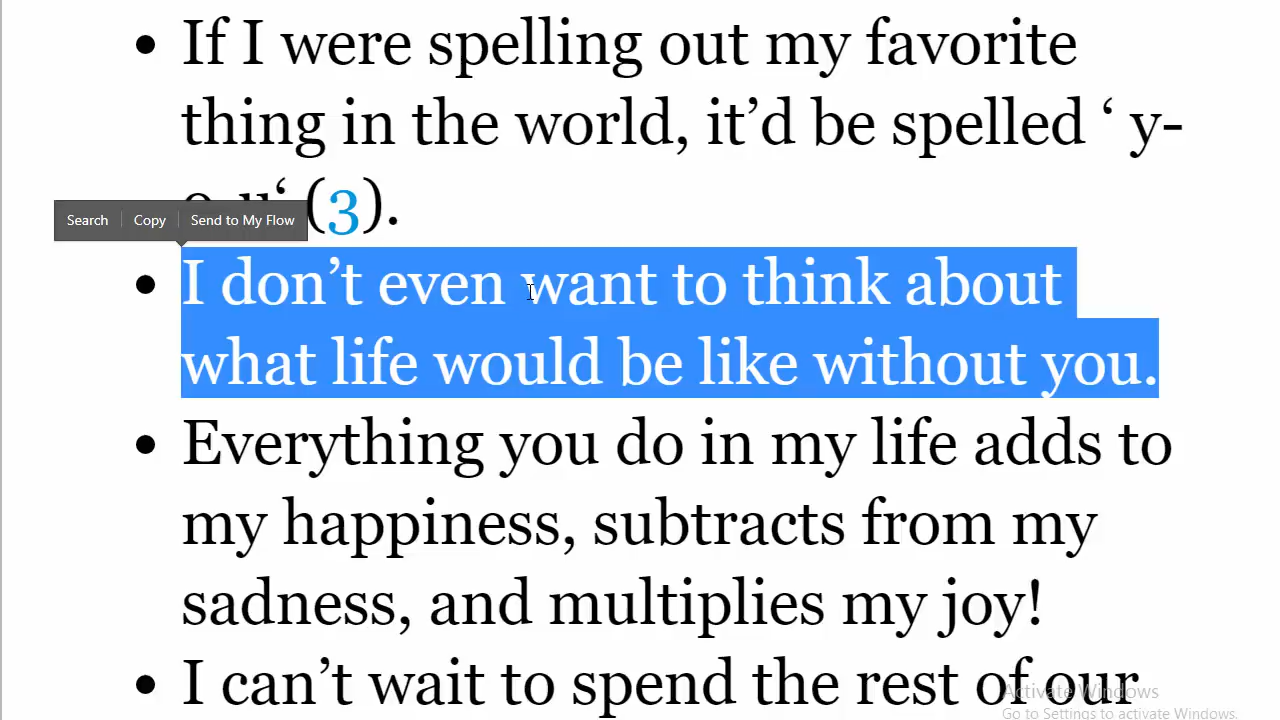 If I were spelling out my favorite
thing in the world, it’d be spelled ‘ y-
o-u‘ (3).
Search Copy Send to My Flow
I don’t even want to think about
what life would be like without you.
Everything you do in my life adds to
my happiness, subtracts from my
sadness, and multiplies my joy!
I can’t wait to spend the rest of our
Activate Windows
Go to Settings to activate Windows.